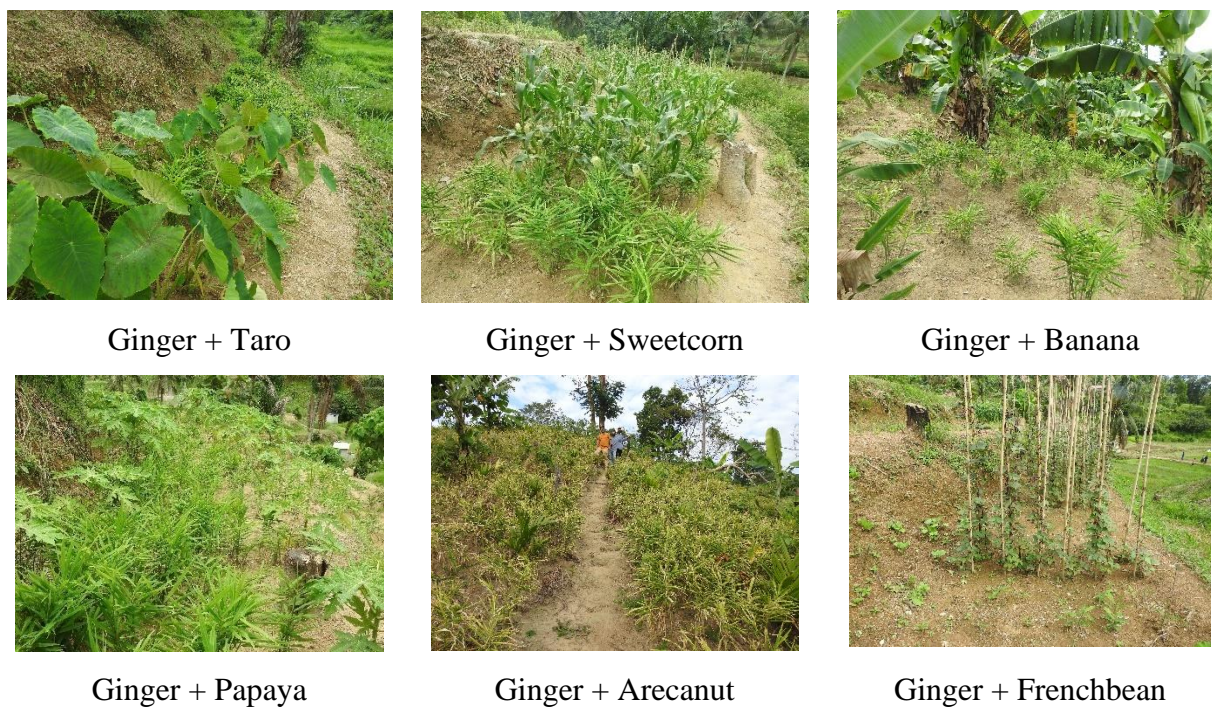 Ginger + Taro
Ginger + Sweetcorn
Ginger + Banana
Ginger + Papaya
Ginger + Arecanut
Ginger + Frenchbean